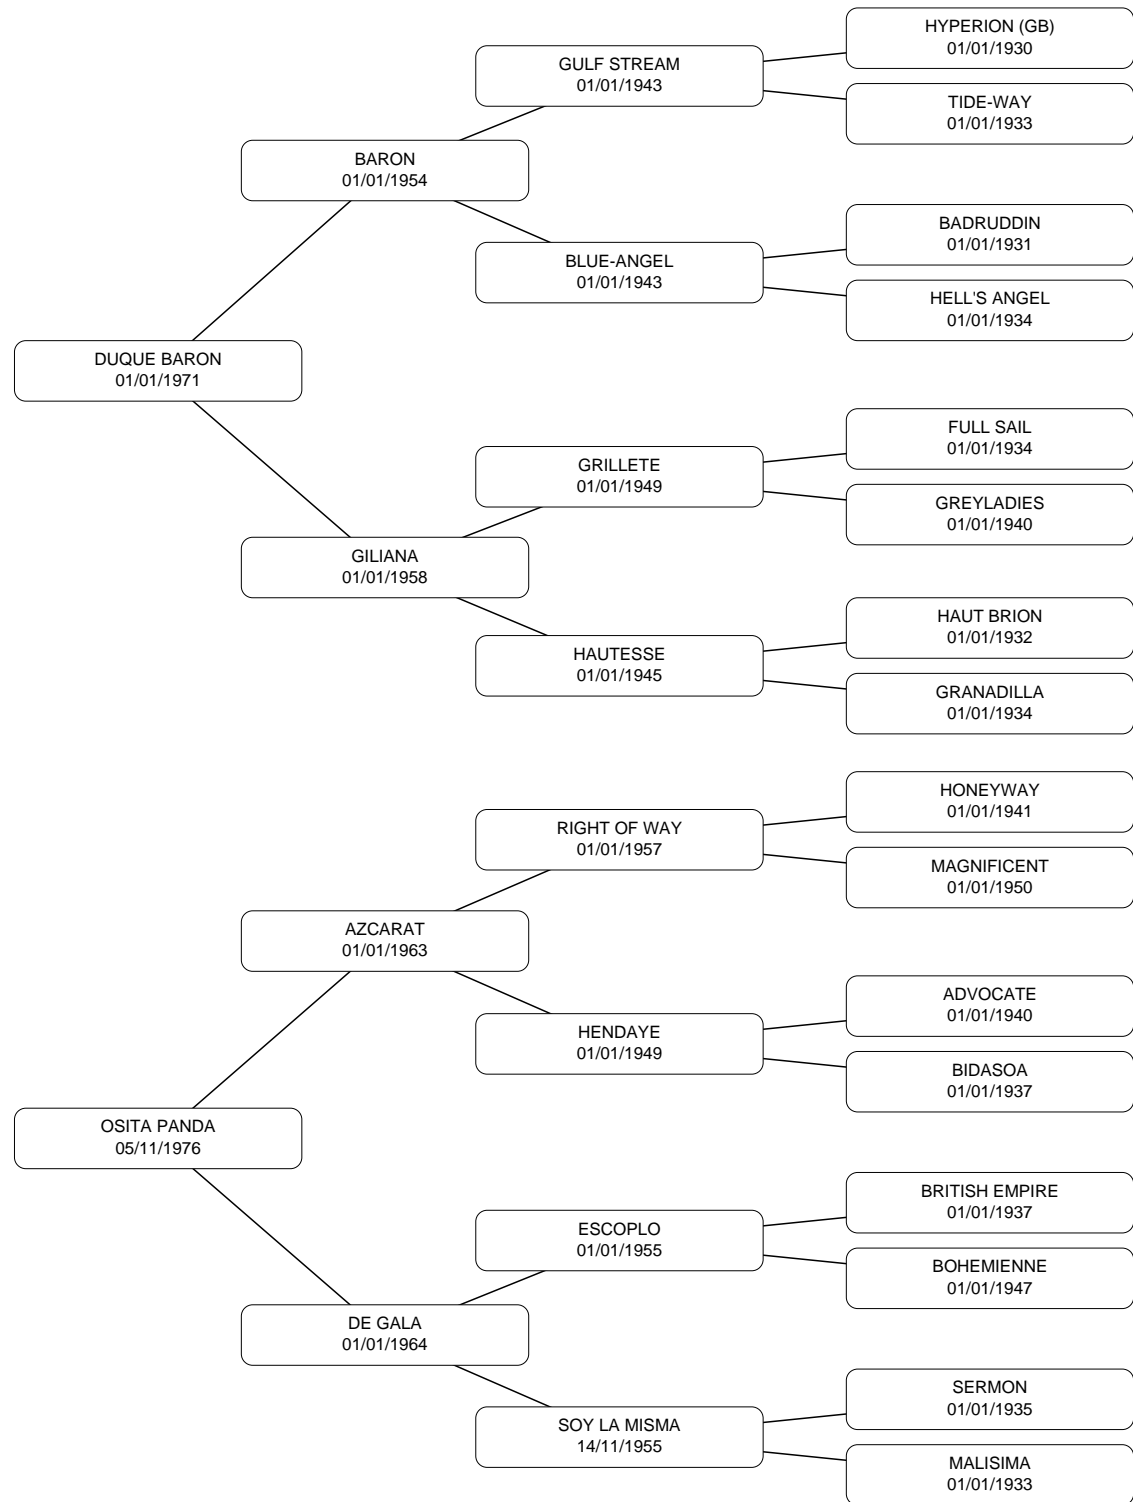 HYPERION (GB)
01/01/1930
GULF STREAM
01/01/1943
TIDE-WAY
01/01/1933
BARON
01/01/1954
BADRUDDIN
01/01/1931
BLUE-ANGEL
01/01/1943
HELL'S ANGEL
01/01/1934
DUQUE BARON
01/01/1971
FULL SAIL
01/01/1934
GRILLETE
01/01/1949
GREYLADIES
01/01/1940
GILIANA
01/01/1958
HAUT BRION
01/01/1932
HAUTESSE
01/01/1945
GRANADILLA
01/01/1934
HONEYWAY
01/01/1941
RIGHT OF WAY
01/01/1957
MAGNIFICENT
01/01/1950
AZCARAT
01/01/1963
ADVOCATE
01/01/1940
HENDAYE
01/01/1949
BIDASOA
01/01/1937
OSITA PANDA
05/11/1976
BRITISH EMPIRE
01/01/1937
ESCOPLO
01/01/1955
BOHEMIENNE
01/01/1947
DE GALA
01/01/1964
SERMON
01/01/1935
SOY LA MISMA
14/11/1955
MALISIMA
01/01/1933